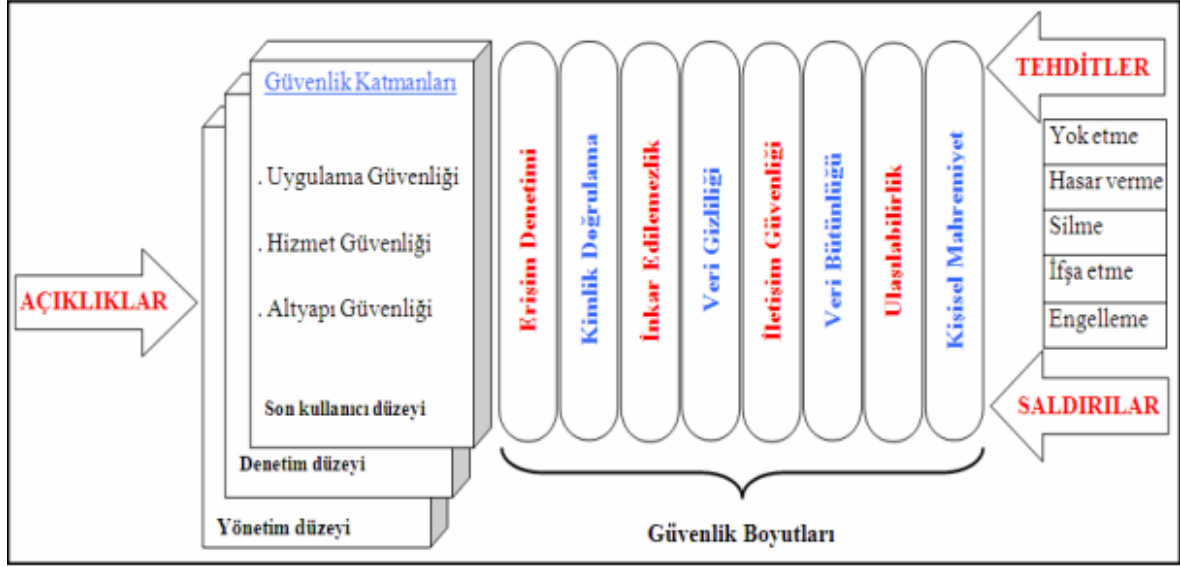 Güvenlik Katmanları
. Uygulama Güvenliği
. Hizmet Güvenliği
. Altyapı Güvenliği
Son kullanıcı düzeyi
Denetim düzeyi
Yönetim düzeyi
AÇIKLIKLAR
Erişim Denetimi
Kimlik Doğrulama
İnkar Edilemezlik
Veri Gizliliği
İletişim Güvenliği
Veri Bütünlüğü
Ulaşılabilirlik
Kişisel Mahremiyet
Güvenlik Boyutları
TEHDİTLER
Yok etme
Hasar verme
Silme
İfşa etme
Engelleme
SALDIRILAR